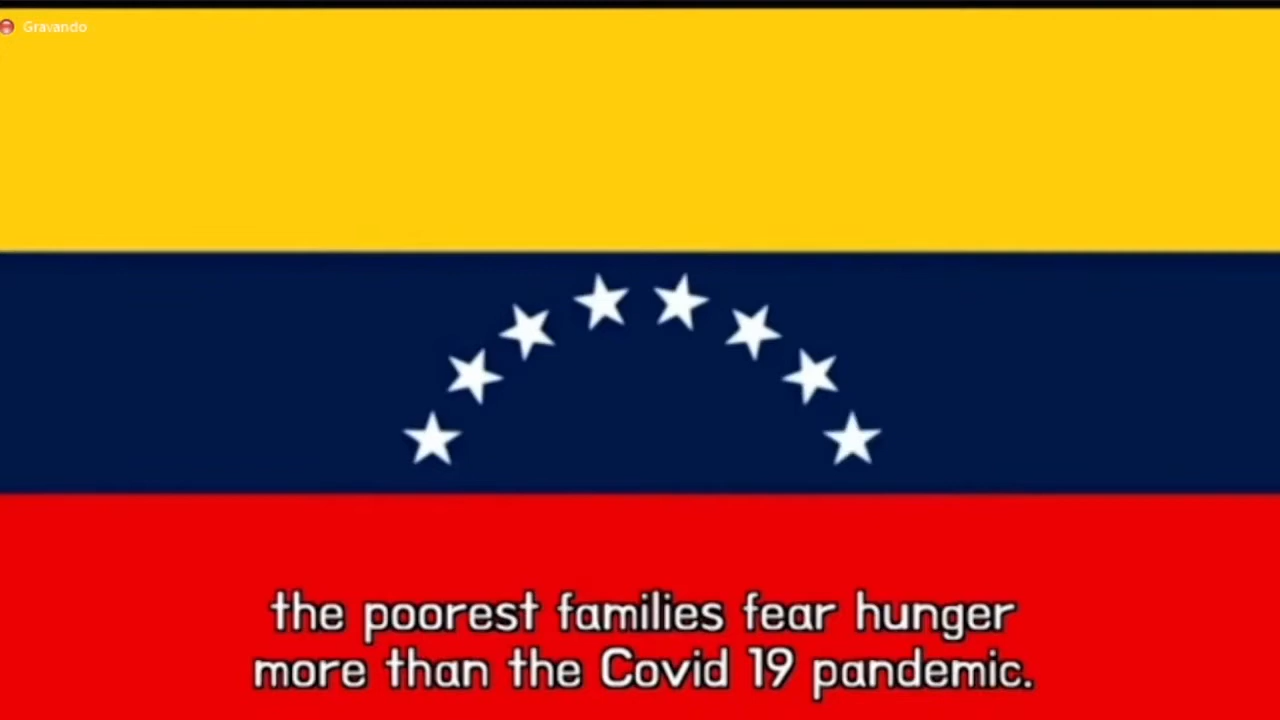 Gravando
the poorest families fear hunger
more than the Covid 19 pandemic.